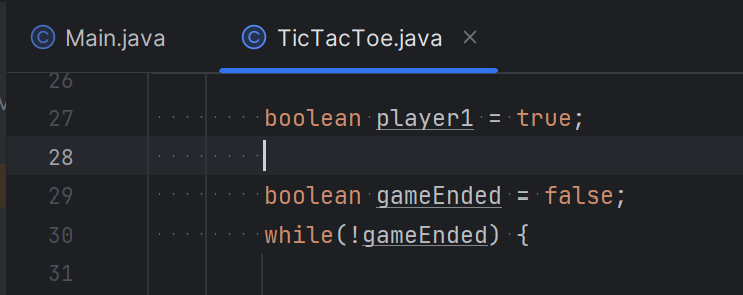 Main.java TicTacToe.java
26
27 boolean player1 = true;
28
29 boolean gameEnded = false;
30 while(!gameEnded) {
31